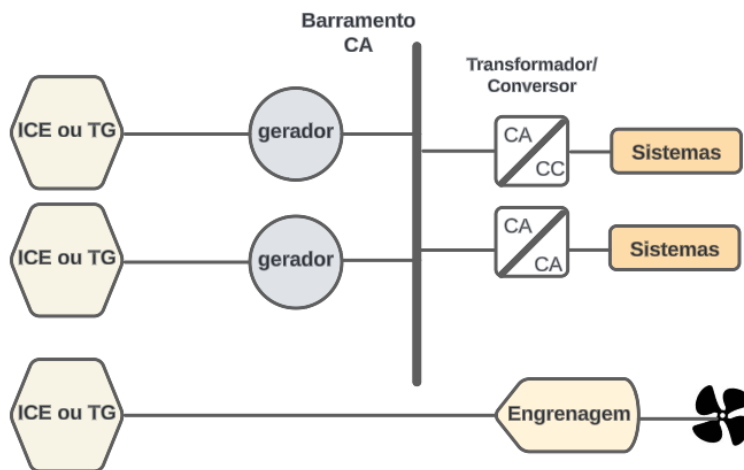 Barramento
CA
Transformador/
Conversor
ICE ou TG
gerador
CA
CC
Sistemas
ICE ou TG
gerador
CA
CA
Sistemas
ICE ou TG
Engrenagem